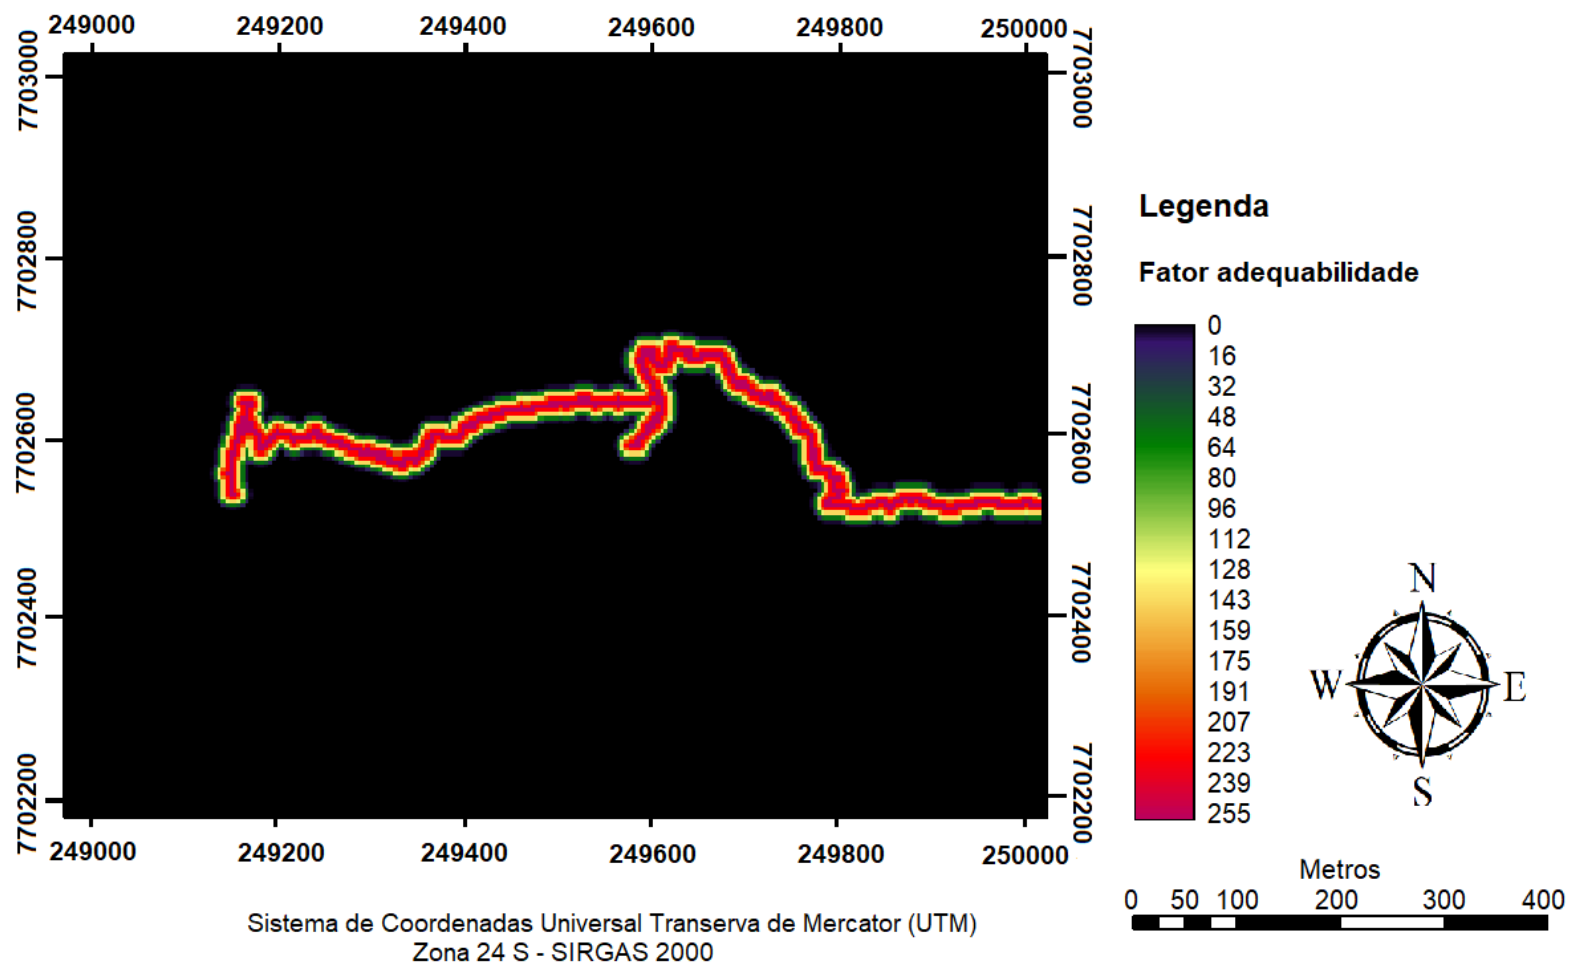 249000 249200 249400 249600 249800 250000
7703000
7702800
7702600
7702400
7702200
7703000
7702800
7702600
7702400
7702200
249000 249200 249400 249600 249800 250000
Sistema de Coordenadas Universal Transerva de Mercator (UTM)
Zona 24 S - SIRGAS 2000
Legenda
Fator adequabilidade
0
16
32
48
64
80
96
112
128
143
159
175
191
207
223
239
255
N
W E
S
Metros
0 50 100 200 300 400